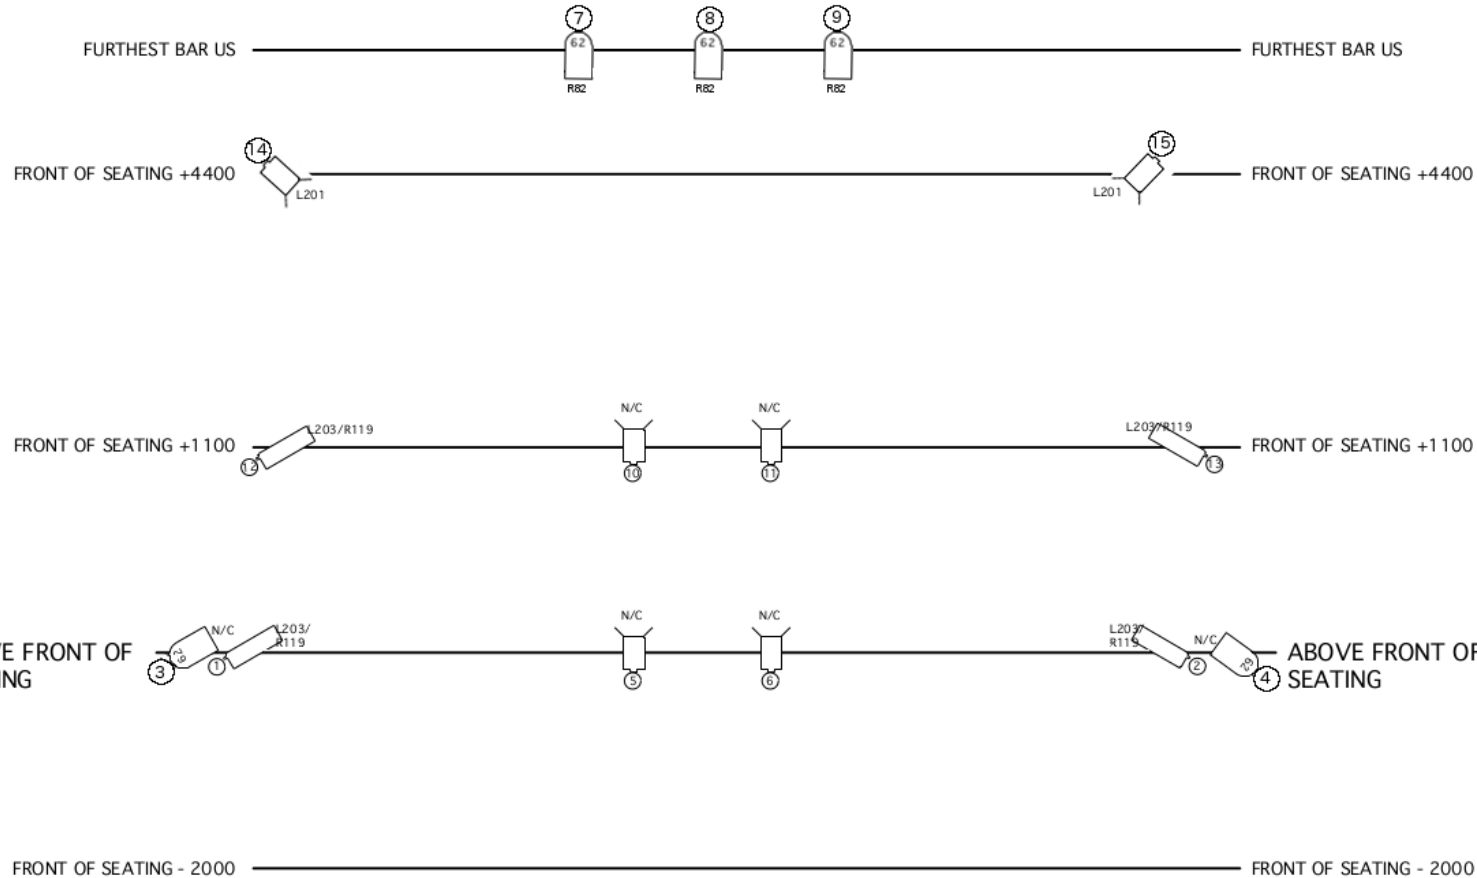 7 8 9
62 62 62
FURTHEST BAR US FURTHEST BAR US
R82 R82 R82
14 15
FRONT OF SEATING +4400 FRONT OF SEATING +4400
L201 L201
N/C N/C
L203/R119 L203/R119
FRONT OF SEATING +1100 FRONT OF SEATING +1100
12 10 11 13
N/C N/C
N/C L203/ L203/ N/C
R119 R119
E FRONT OF 62 62 ABOVE FRONT OF
3 1 5 6 2 4
NG SEATING
FRONT OF SEATING - 2000 FRONT OF SEATING - 2000